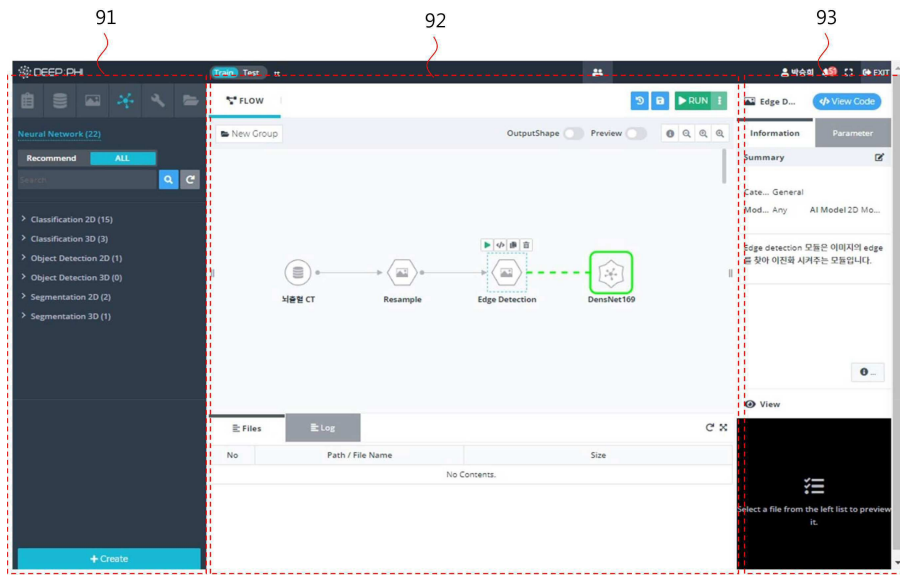 91
92
93
DEEP:PHI
Train Test tt
박승희
EXIT
FLOW
RUN
Edge D...
View Code
Neural Network (22)
New Group
OutputShape
Preview
Information
Parameter
Recommend
ALL
Summary
Search
Cate... General
Mod... Any AI Model 2D Mo...
Classification 2D (15)
Classification 3D (3)
Object Detection 2D (1)
Object Detection 3D (0)
Segmentation 2D (2)
Segmentation 3D (1)
Edge detection 모듈은 이미지의 edge
를 찾아 이진화 시켜주는 모듈입니다.
뇌출혈 CT
Resample
Edge Detection
DensNet169
...
View
Files
Log
No
Path / File Name
Size
No Contents.
Select a file from the left list to preview
it.
+ Create